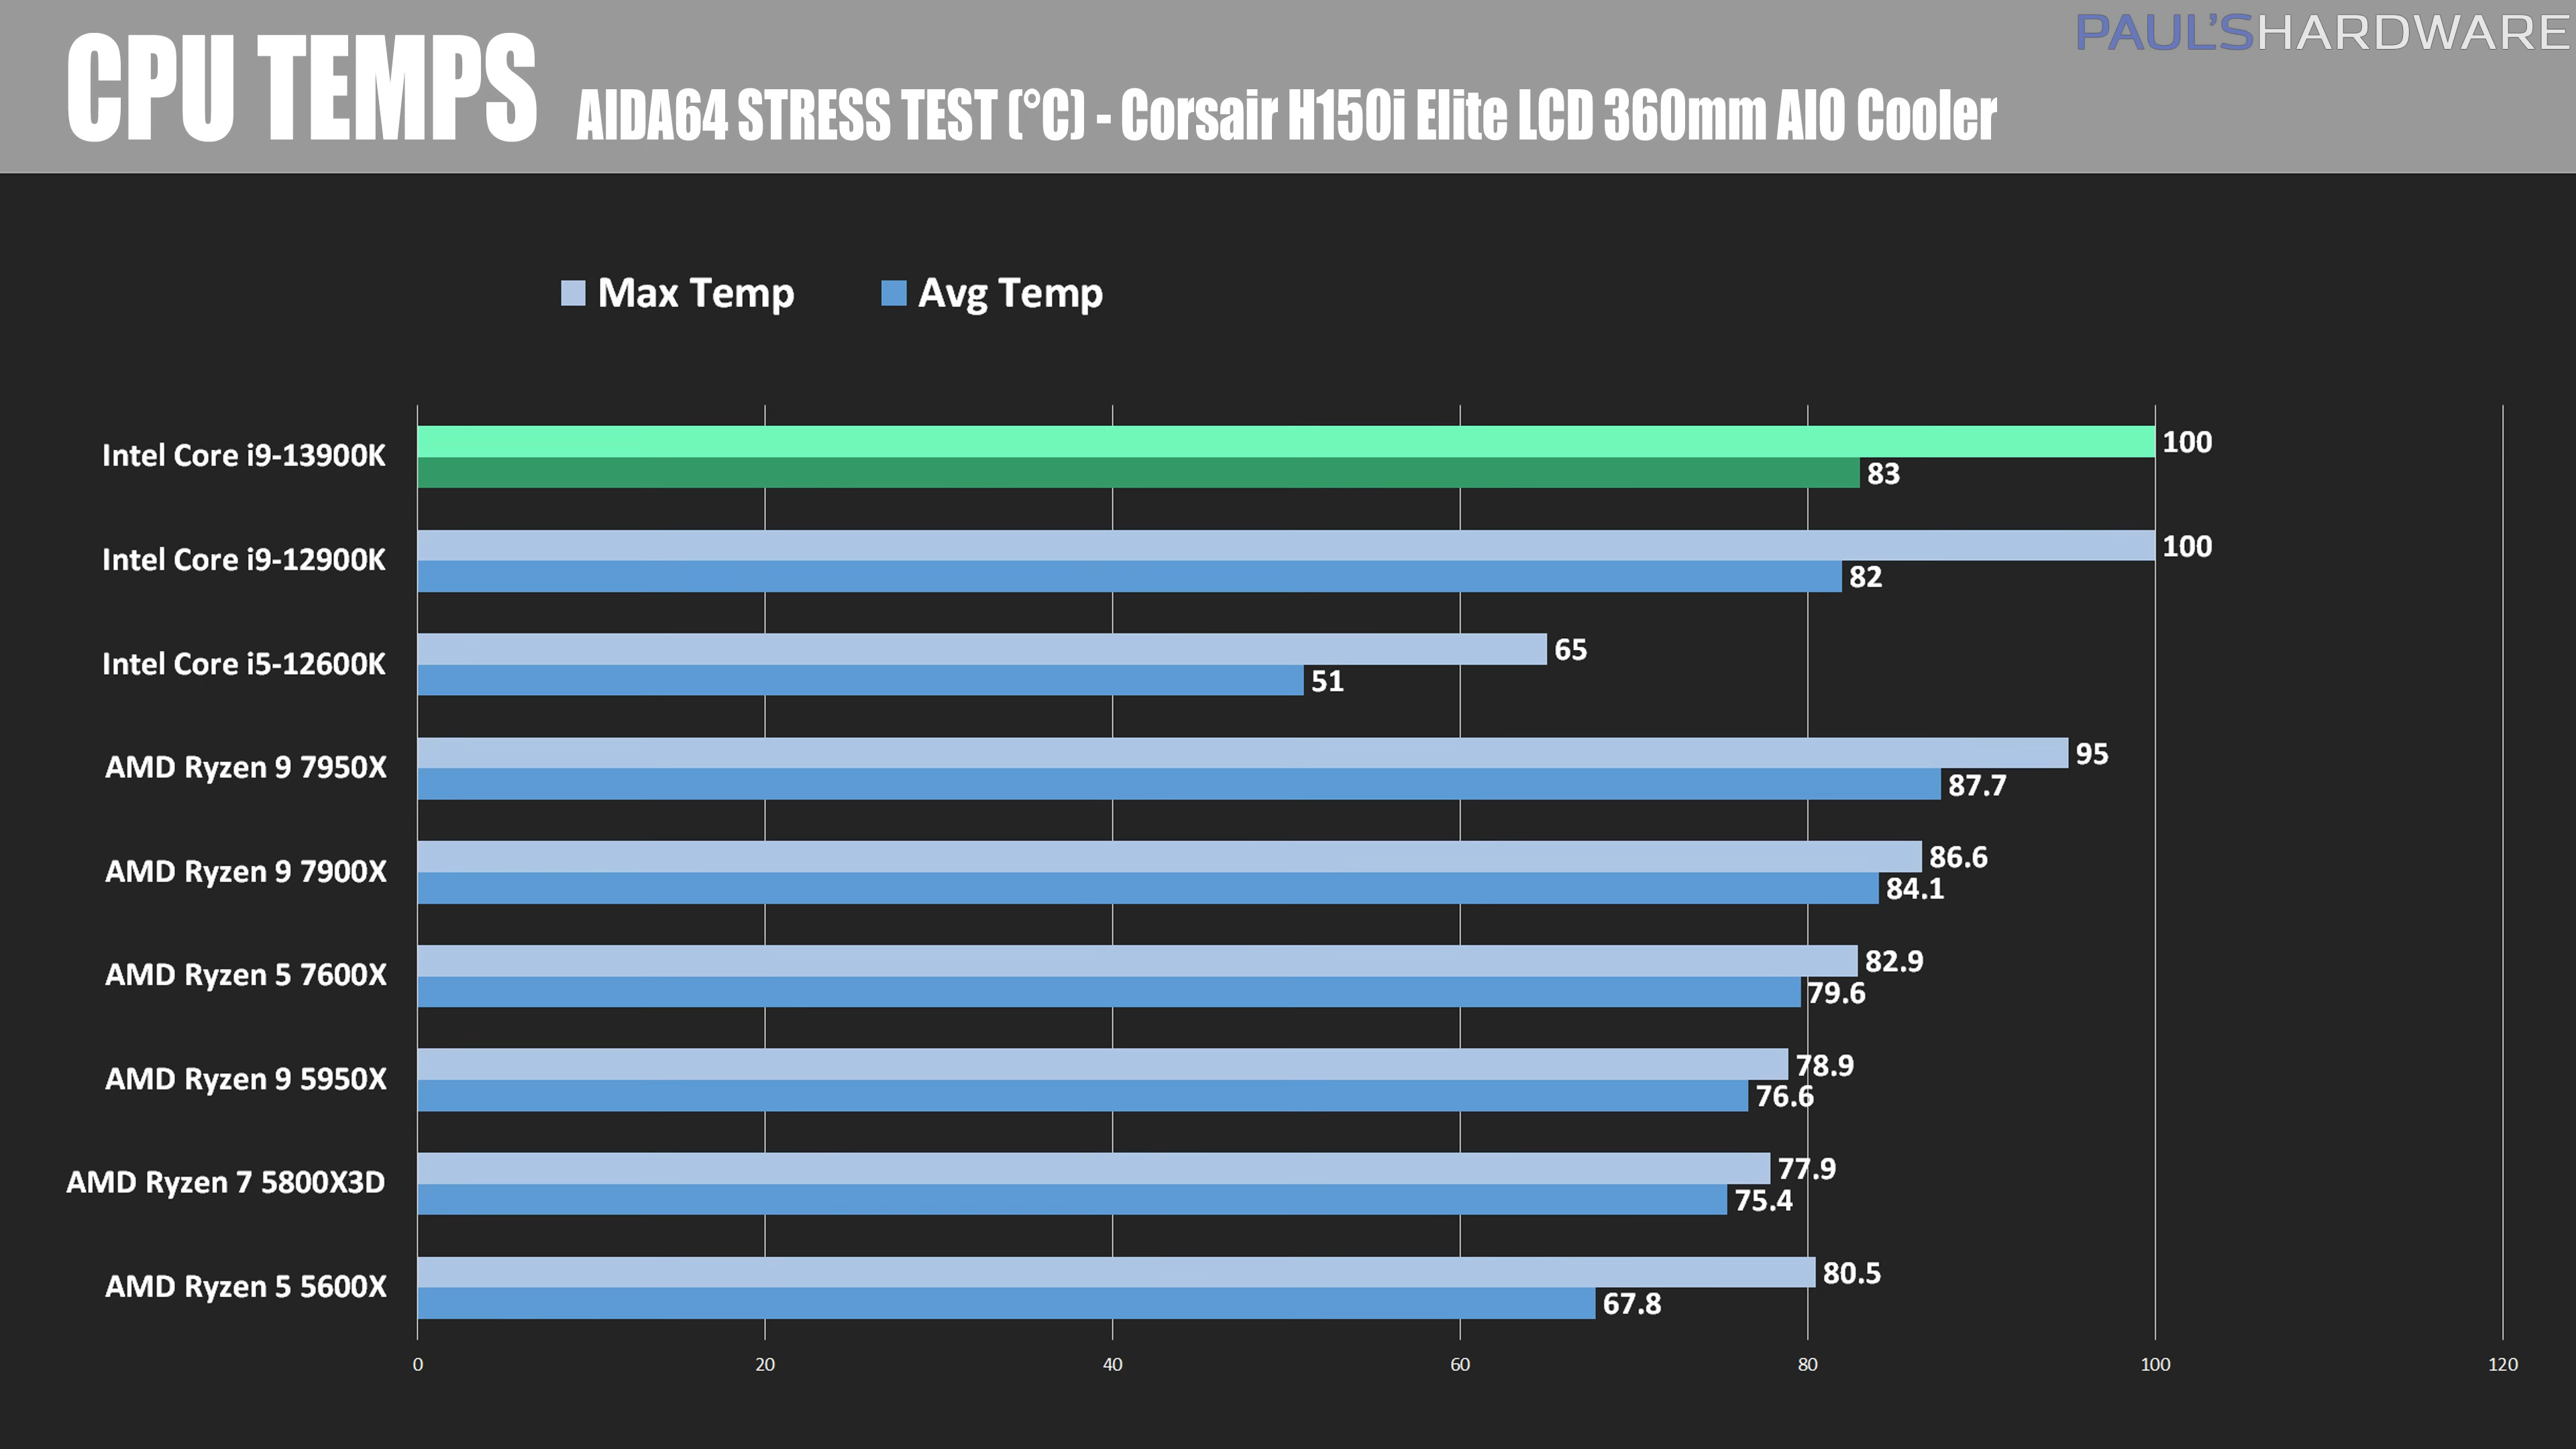 CPU TEMPS AIDA64 STRESS TEST (°C) - Corsair H150i Elite LCD 360mm AIO Cooler
PAUL'SHARDWARE
Max Temp Avg Temp
Intel Core i9-13900K
100
83
Intel Core i9-12900K
100
82
Intel Core i5-12600K
65
51
AMD Ryzen 9 7950X
95
87.7
AMD Ryzen 9 7900X
86.6
84.1
AMD Ryzen 5 7600X
82.9
79.6
AMD Ryzen 9 5950X
78.9
76.6
AMD Ryzen 7 5800X3D
77.9
75.4
AMD Ryzen 5 5600X
80.5
67.8
0 20 40 60 80 100 120